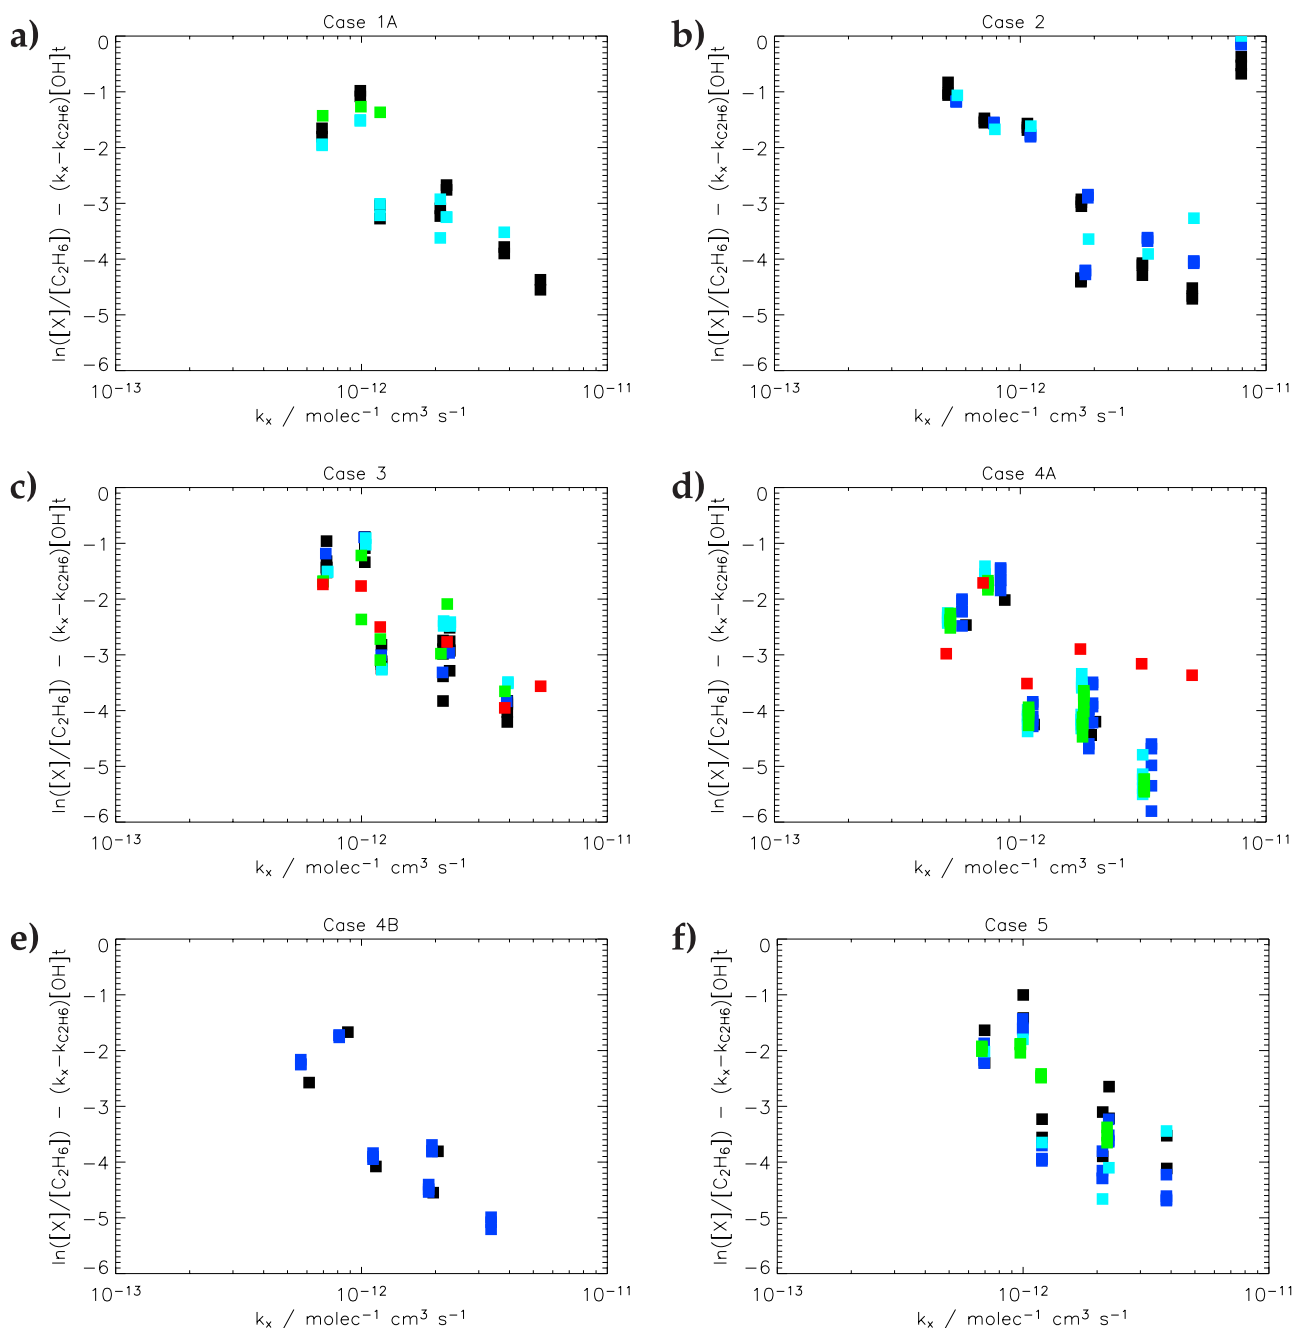 a)
Case 1A
ln([X]/[C₂H₆]) − (kₓ−k_C2H6)[OH]t
0
−1
−2
−3
−4
−5
−6
10⁻¹³
10⁻¹²
10⁻¹¹
kₓ / molec⁻¹ cm³ s⁻¹
b)
Case 2
ln([X]/[C₂H₆]) − (kₓ−k_C2H6)[OH]t
0
−1
−2
−3
−4
−5
−6
10⁻¹³
10⁻¹²
10⁻¹¹
kₓ / molec⁻¹ cm³ s⁻¹
c)
Case 3
ln([X]/[C₂H₆]) − (kₓ−k_C2H6)[OH]t
0
−1
−2
−3
−4
−5
−6
10⁻¹³
10⁻¹²
10⁻¹¹
kₓ / molec⁻¹ cm³ s⁻¹
d)
Case 4A
ln([X]/[C₂H₆]) − (kₓ−k_C2H6)[OH]t
0
−1
−2
−3
−4
−5
−6
10⁻¹³
10⁻¹²
10⁻¹¹
kₓ / molec⁻¹ cm³ s⁻¹
e)
Case 4B
ln([X]/[C₂H₆]) − (kₓ−k_C2H6)[OH]t
0
−1
−2
−3
−4
−5
−6
10⁻¹³
10⁻¹²
10⁻¹¹
kₓ / molec⁻¹ cm³ s⁻¹
f)
Case 5
ln([X]/[C₂H₆]) − (kₓ−k_C2H6)[OH]t
0
−1
−2
−3
−4
−5
−6
10⁻¹³
10⁻¹²
10⁻¹¹
kₓ / molec⁻¹ cm³ s⁻¹